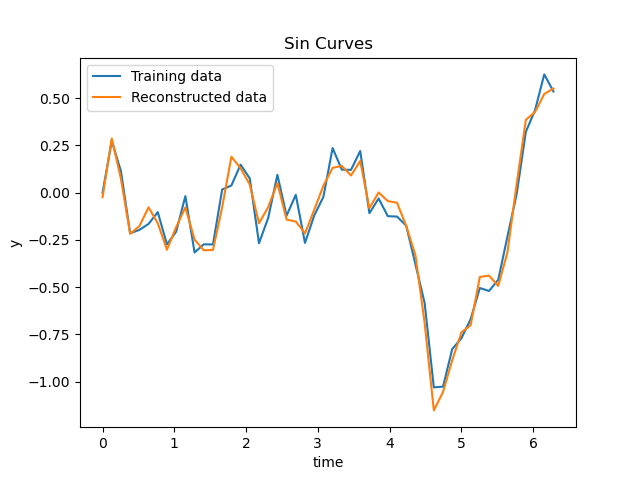 Sin Curves
Training data
Reconstructed data
y
0.50
0.25
0.00
−0.25
−0.50
−0.75
−1.00
0 1 2 3 4 5 6
time